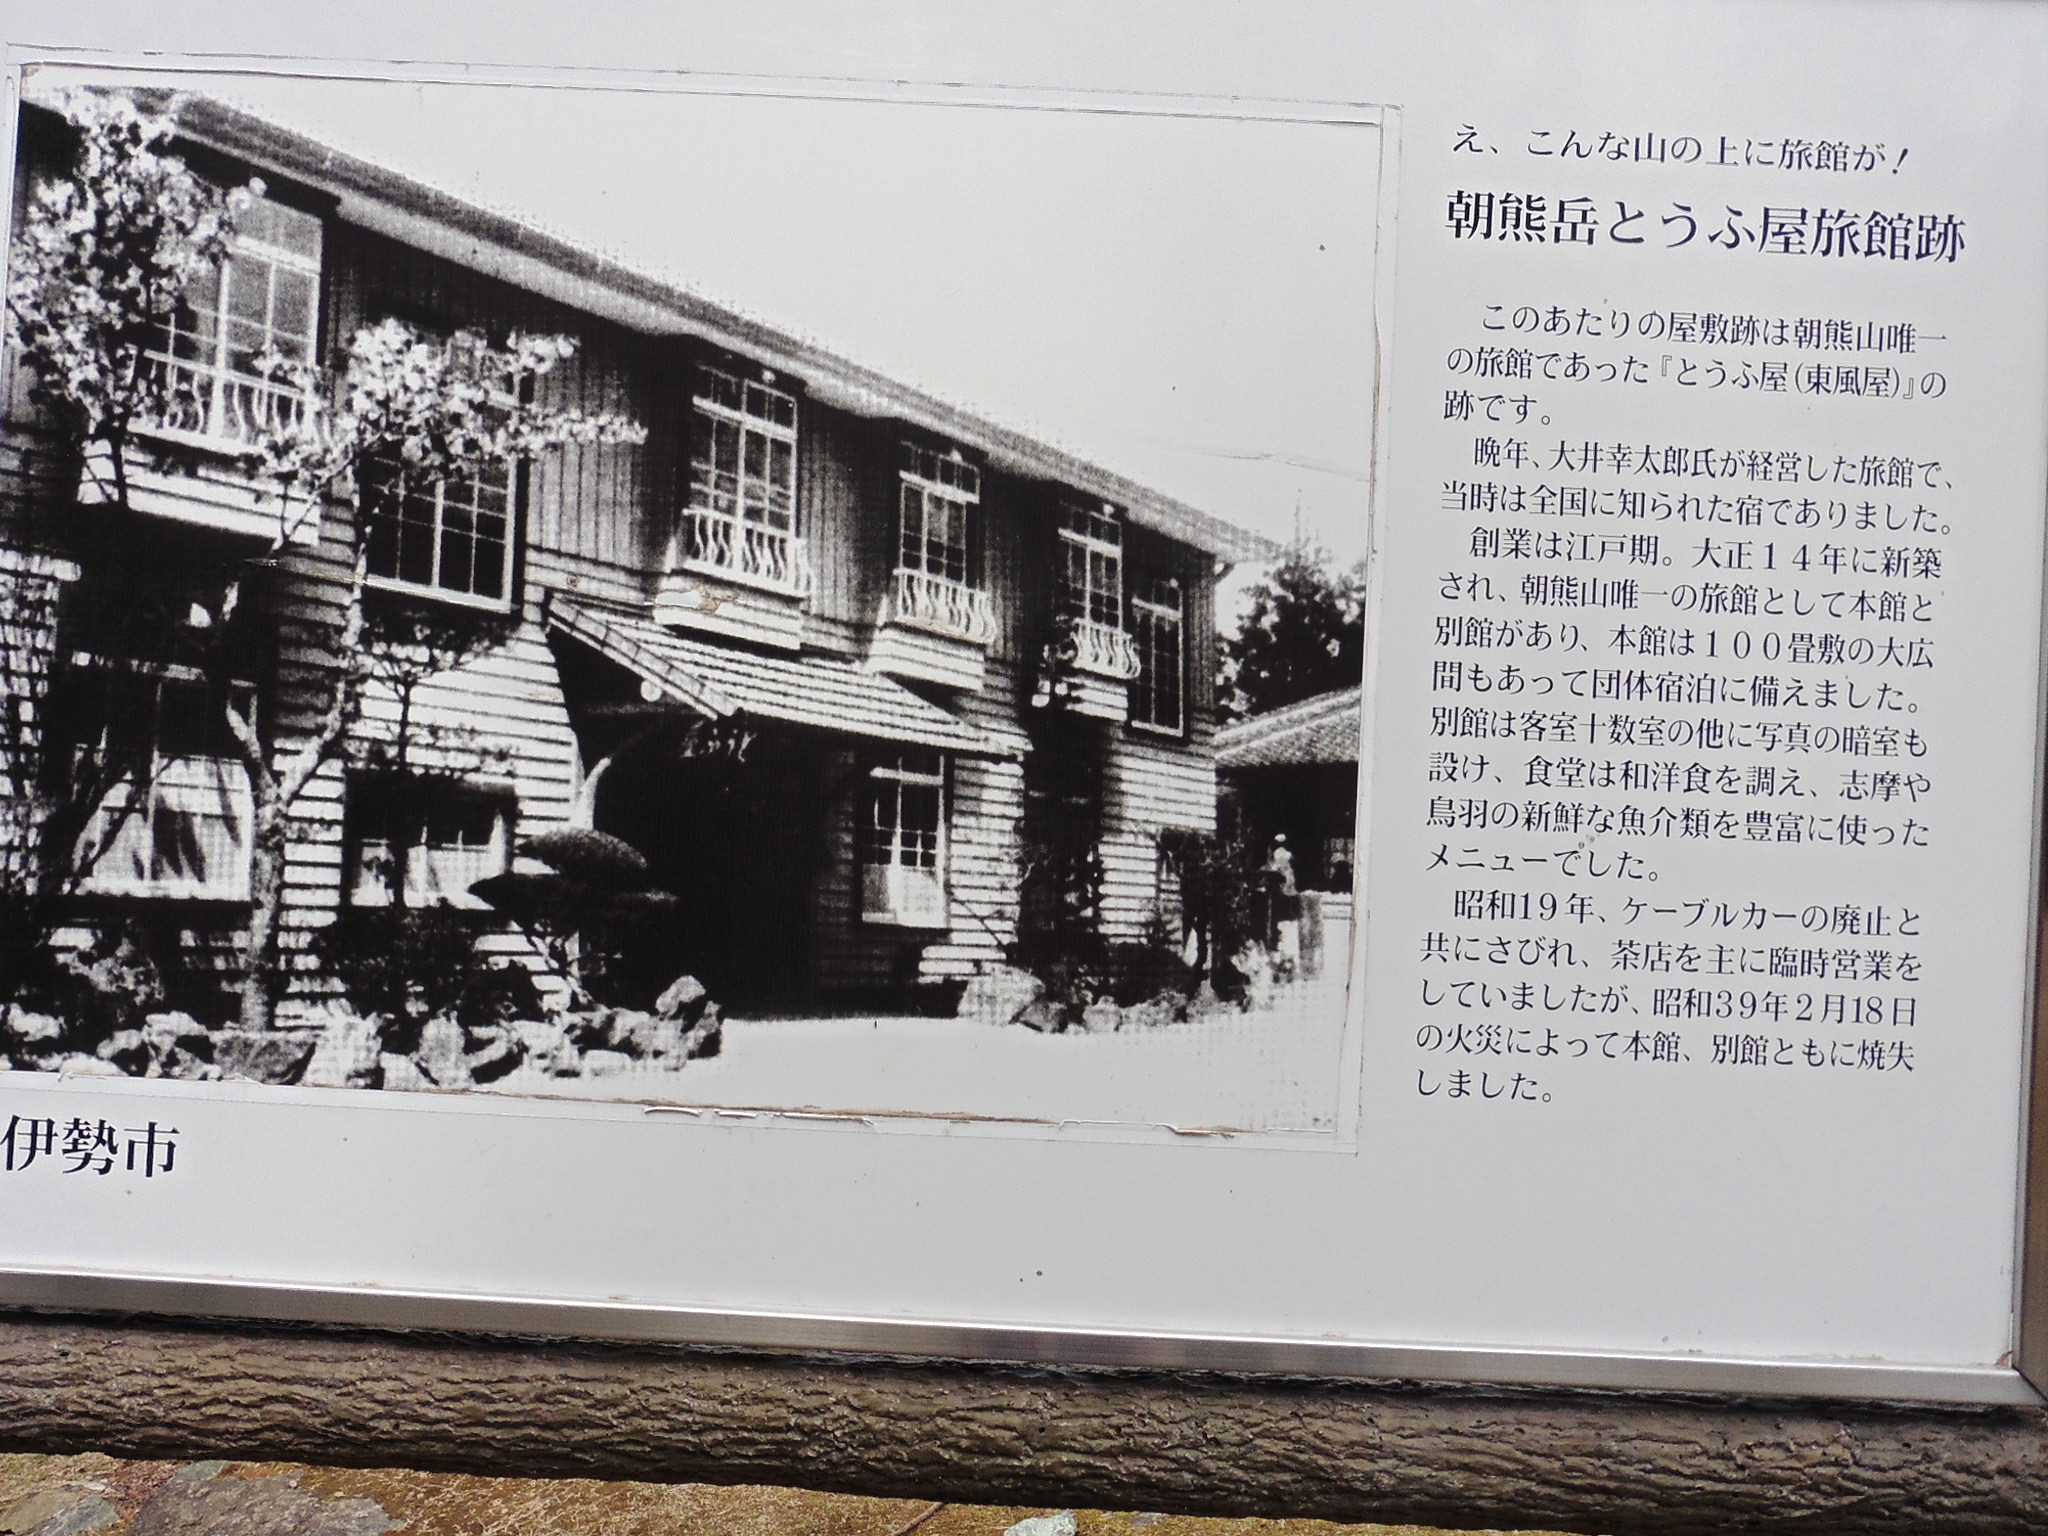 え、こんな山の上に旅館が!
朝熊岳とうふ屋旅館跡
このあたりの屋敷跡は朝熊山唯一
の旅館であった『とうふ屋(東風屋)』の
跡です。
晩年、大井幸太郎氏が経営した旅館で、
当時は全国に知られた宿でありました。
創業は江戸期。大正14年に新築
され、朝熊山唯一の旅館として本館と
別館があり、本館は100畳敷の大広
間もあって団体宿泊に備えました。
別館は客室十数室の他に写真の暗室も
設け、食堂は和洋食を調え、志摩や
鳥羽の新鮮な魚介類を豊富に使った
メニューでした。
昭和19年、ケーブルカーの廃止と
共にさびれ、茶店を主に臨時営業を
していましたが、昭和39年2月18日
の火災によって本館、別館ともに焼失
しました。
伊勢市